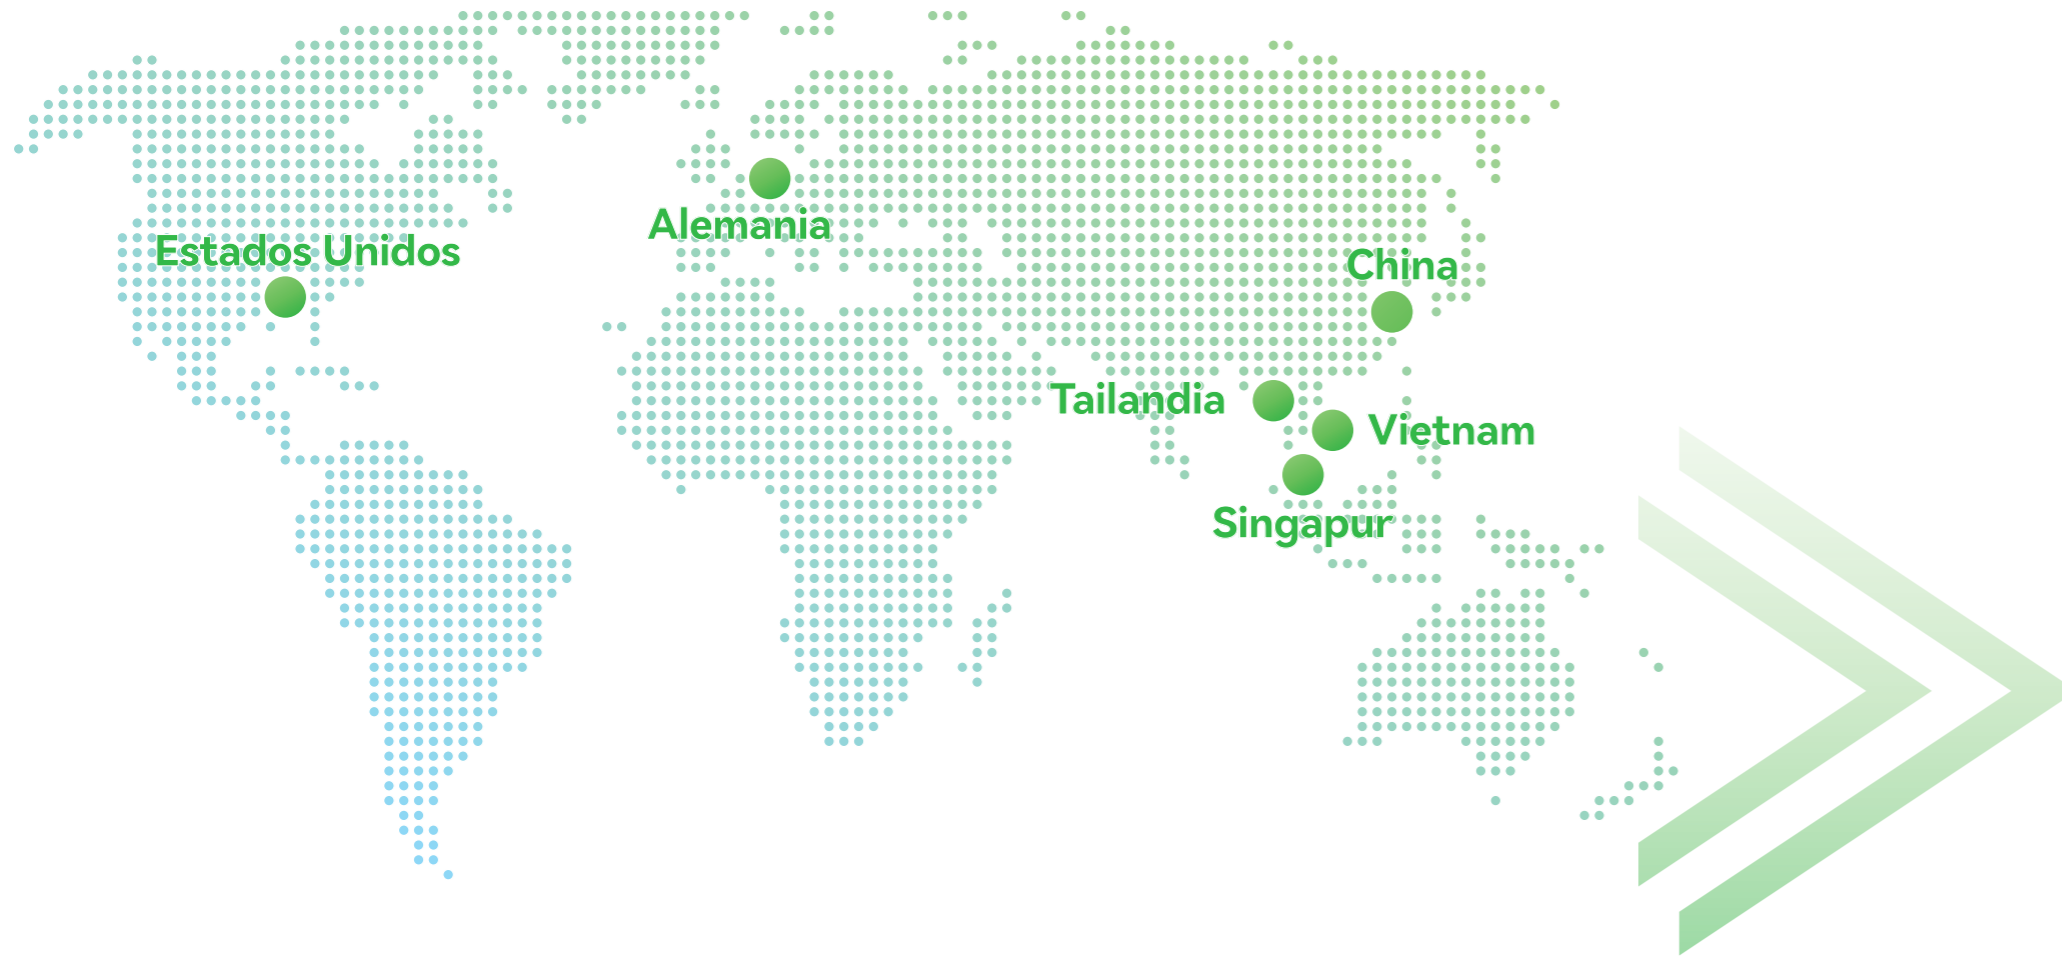 Alemania
Estados Unidos
China
Tailandia
Vietnam
Singapur